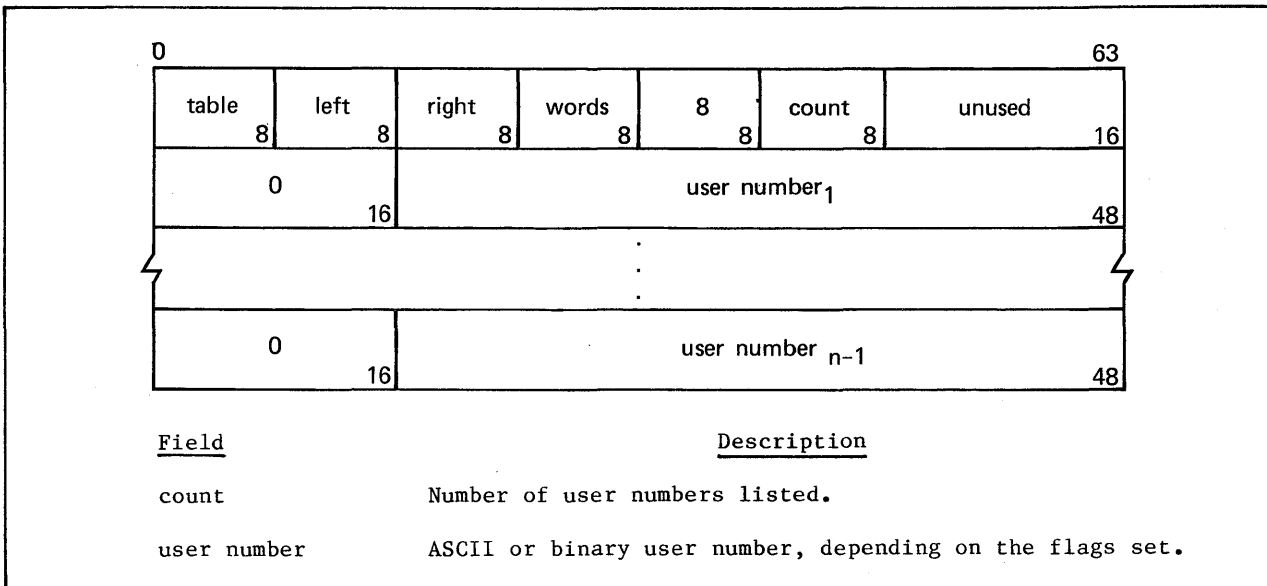 0 63
table 8 left 8 right 8 words 8 8 8 count 8 unused 16
0 16 user number1 48
.
.
.
0 16 user number n-1 48
Field Description
count Number of user numbers listed.
user number ASCII or binary user number, depending on the flags set.